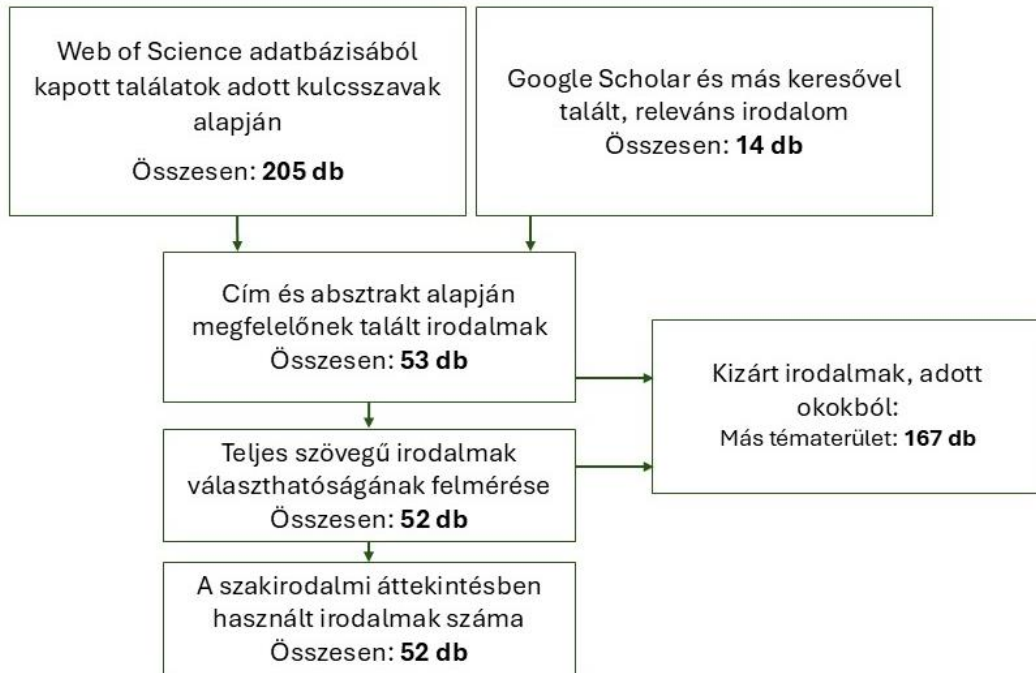 Web of Science adatbázisából
kapott találatok adott kulcsszavak
alapján
Összesen: 205 db
Google Scholar és más keresővel
talált, releváns irodalom
Összesen: 14 db
Cím és absztrakt alapján
megfelelőnek talált irodalmak
Összesen: 53 db
Kizárt irodalmak, adott
okokból:
Más tématerület: 167 db
Teljes szövegű irodalmak
választhatóságának felmérése
Összesen: 52 db
A szakirodalmi áttekintésben
használt irodalmak száma
Összesen: 52 db